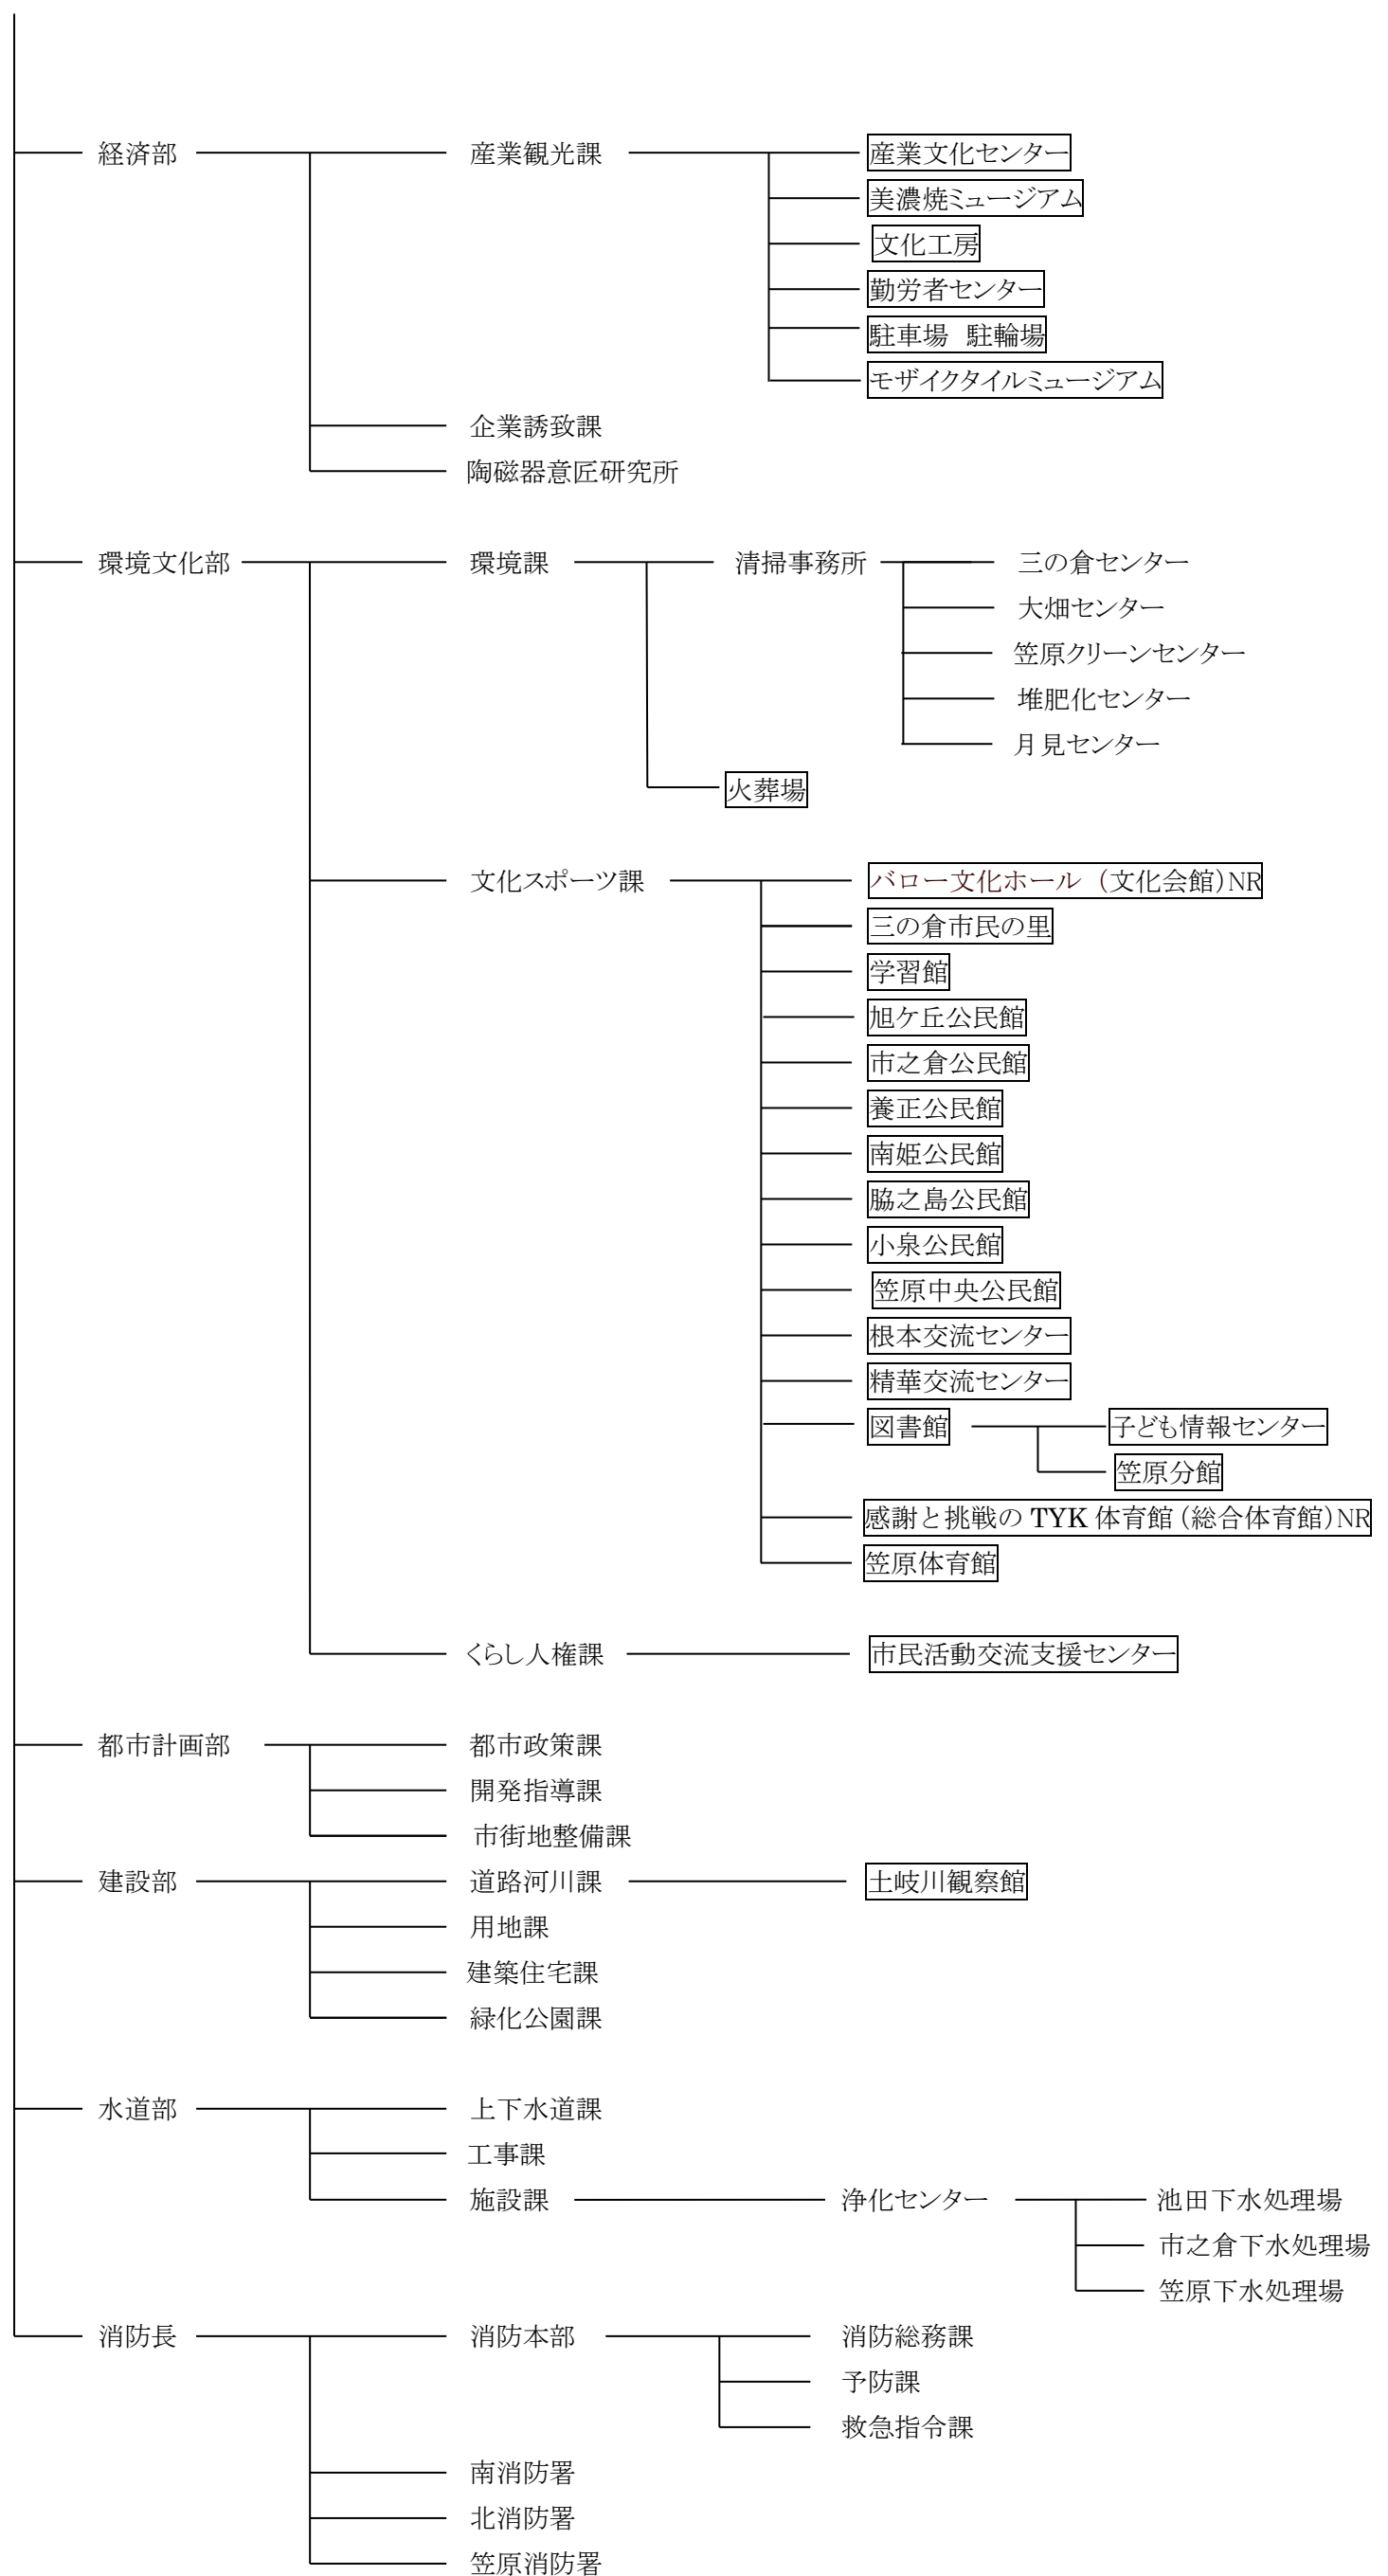 経済部 産業観光課 産業文化センター
美濃焼ミュージアム
文化工房
勤労者センター
駐車場 駐輪場
モザイクタイルミュージアム
企業誘致課
陶磁器意匠研究所
環境文化部 環境課 清掃事務所 三の倉センター
大畑センター
笠原クリーンセンター
堆肥化センター
月見センター
火葬場
文化スポーツ課 バロー文化ホール（文化会館）NR
三の倉市民の里
学習館
旭ケ丘公民館
市之倉公民館
養正公民館
南姫公民館
脇之島公民館
小泉公民館
笠原中央公民館
根本交流センター
精華交流センター
図書館 子ども情報センター
笠原分館
感謝と挑戦の TYK 体育館（総合体育館）NR
笠原体育館
くらし人権課 市民活動交流支援センター
都市計画部 都市政策課
開発指導課
市街地整備課
建設部 道路河川課 土岐川観察館
用地課
建築住宅課
緑化公園課
水道部 上下水道課
工事課
施設課 浄化センター 池田下水処理場
市之倉下水処理場
笠原下水処理場
消防長 消防本部 消防総務課
予防課
救急指令課
南消防署
北消防署
笠原消防署